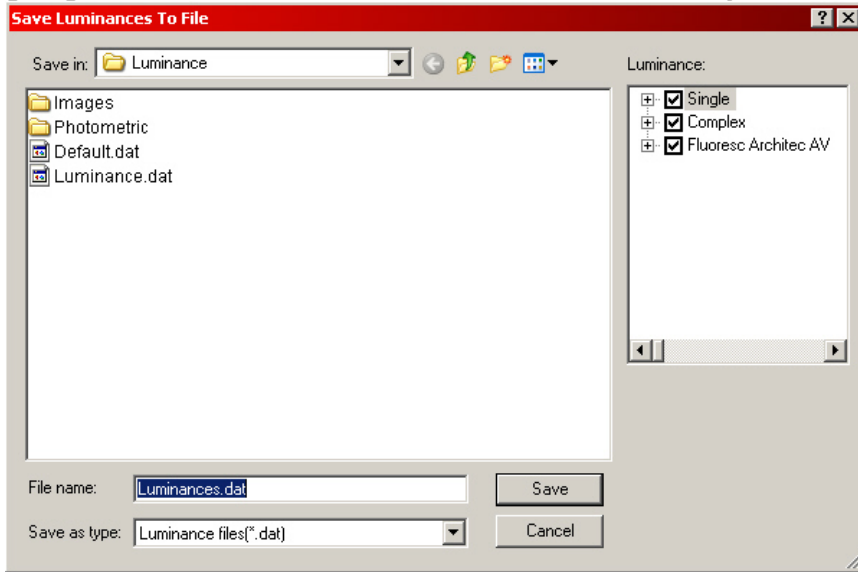 Save Luminances To File
Save in: Luminance
Luminance:
Images
Photometric
Default.dat
Luminance.dat
Single
Complex
Fluoresc Architec AV
File name: Luminances.dat
Save
Save as type: Luminance files(*.dat)
Cancel